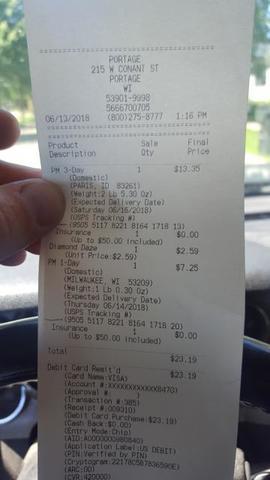 PORTAGE
215 W CONANT ST
PORTAGE
WI
53901-9998
5666700705
06/13/2018 (800)275-8777 1:16 PM
Product Sale Final
Description Qty Price
PM 3-Day 1 $13.35
(Domestic)
(PARIS, ID 83261)
(Weight:2 Lb 5.30 Oz)
(Expected Delivery Date)
(Saturday 06/16/2018)
(USPS Tracking #)
(9505 5117 8221 8164 1718 13)
Insurance 1 $0.00
(Up to $50.00 included)
Diamond Daze 1 $2.59
(Unit Price:$2.59)
PM 1-Day 1 $7.25
(Domestic)
(MILWAUKEE, WI 53209)
(Weight:1 Lb 0.30 Oz)
(Expected Delivery Date)
(Thursday 06/14/2018)
(USPS Tracking #)
(9505 5117 8221 8164 1718 20)
Insurance 1 $0.00
(Up to $50.00 included)
Total $23.19
Debit Card Remit'd $23.19
(Card Name:VISA)
(Account #:XXXXXXXXXXXX8470)
(Approval #:
(Transaction #:385)
(Receipt #:009310)
(Debit Card Purchase:$23.19)
(Cash Back:$0.00)
(Entry Mode:Chip)
(AID:A0000000980840)
(Application Label:US DEBIT)
(PIN:Verified by PIN)
(Cryptogram:2217BC5B7836590E)
(ARC:00)
(CVR:420000)